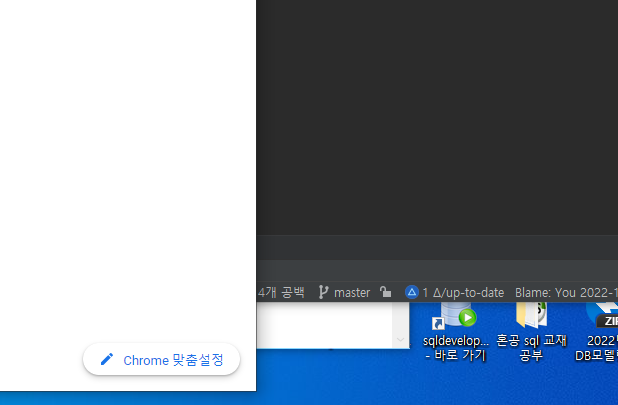 4개 공백 master 1 Δ/up-to-date Blame: You 2022-1
sqldevelop...
- 바로 가기
혼공 sql 교재
공부
ZIP
2022
DB모델
Chrome 맞춤설정